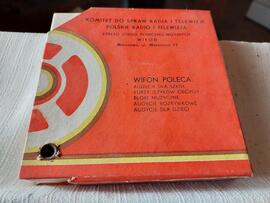 KOMITET DO SPRAW RADIA I TELEWIZJI
POLSKIE RADIO I TELEWIZJA
WIFON
WIFON POLECA:
AUDYCJE DLA SZKÓŁ
KURSY JĘZYKÓW OBCYCH
BLOKI MUZYCZNE
AUDYCJE ROZRYWKOWE
AUDYCJE DLA DZIECI